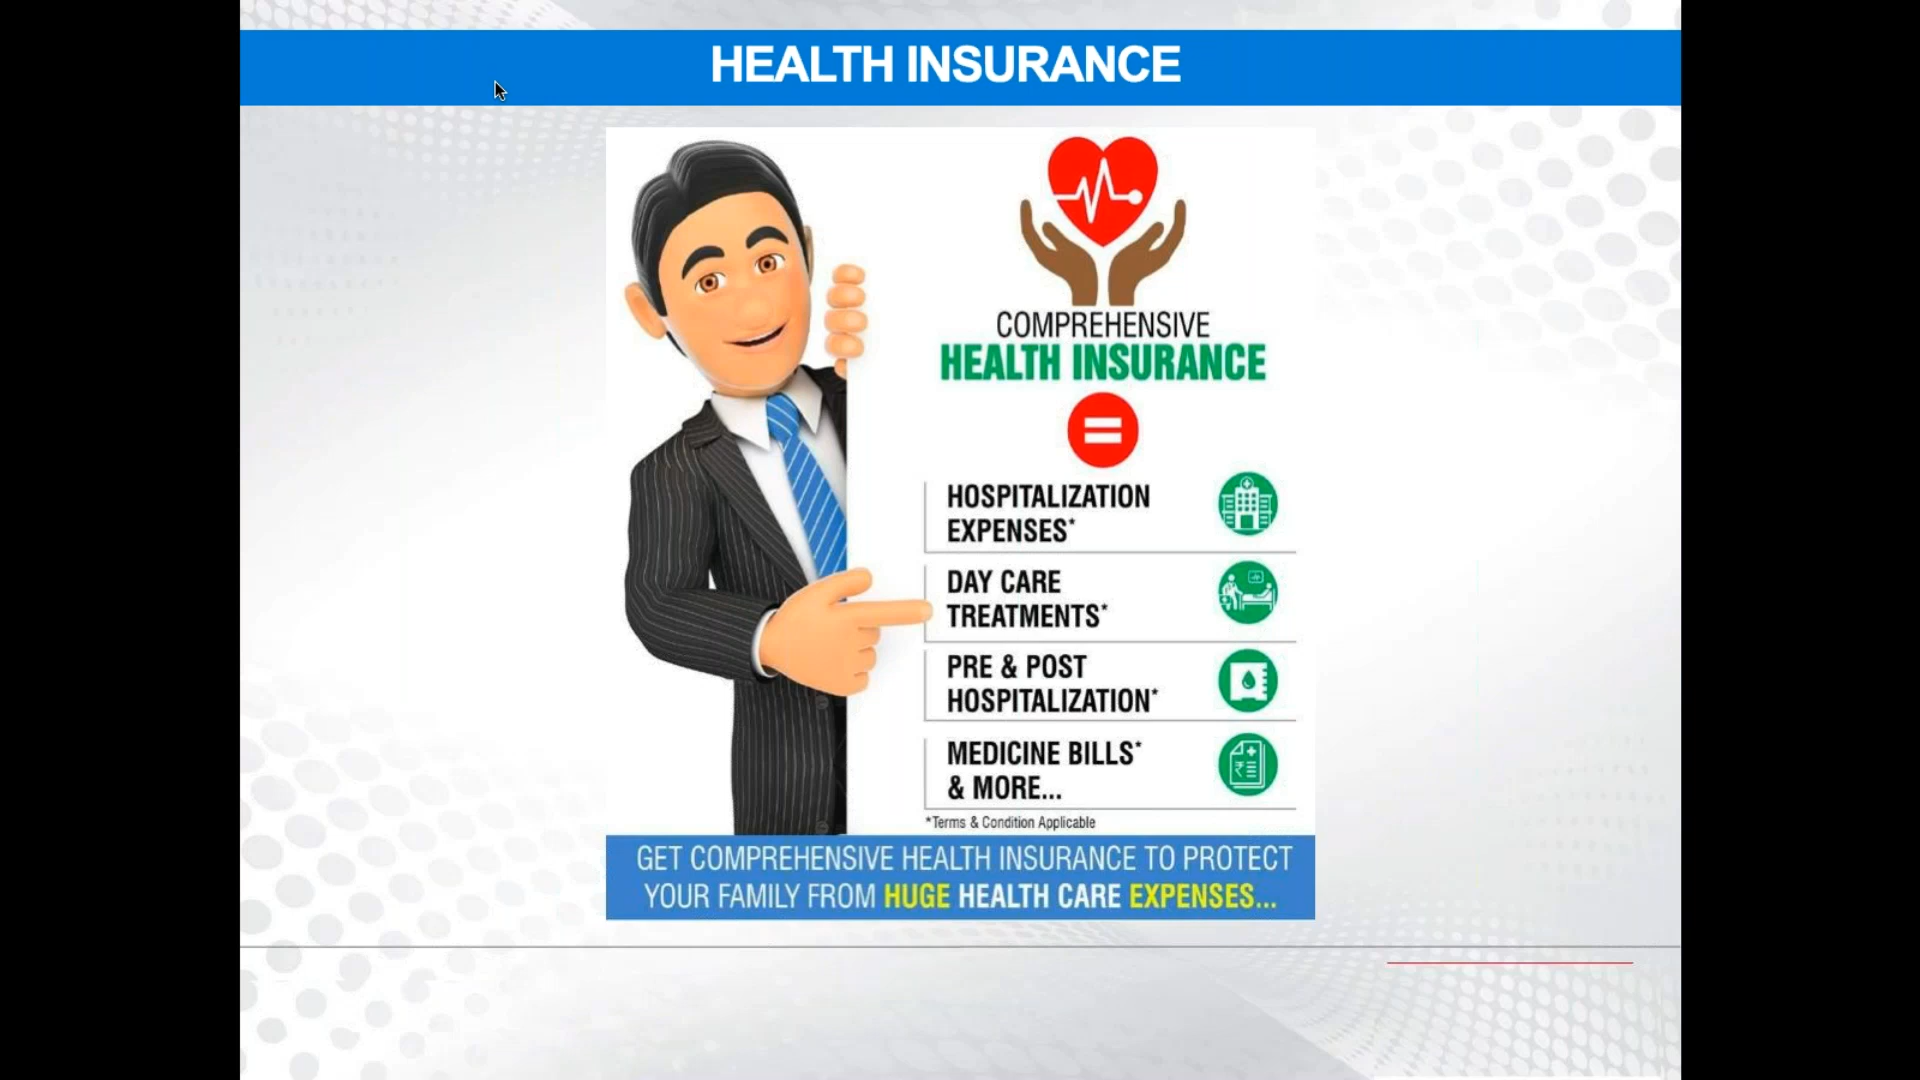 HEALTH INSURANCE
COMPREHENSIVE
HEALTH INSURANCE
HOSPITALIZATION
EXPENSES*
DAY CARE
TREATMENTS*
PRE & POST
HOSPITALIZATION*
MEDICINE BILLS*
& MORE...
*Terms & Condition Applicable
GET COMPREHENSIVE HEALTH INSURANCE TO PROTECT
YOUR FAMILY FROM HUGE HEALTH CARE EXPENSES...